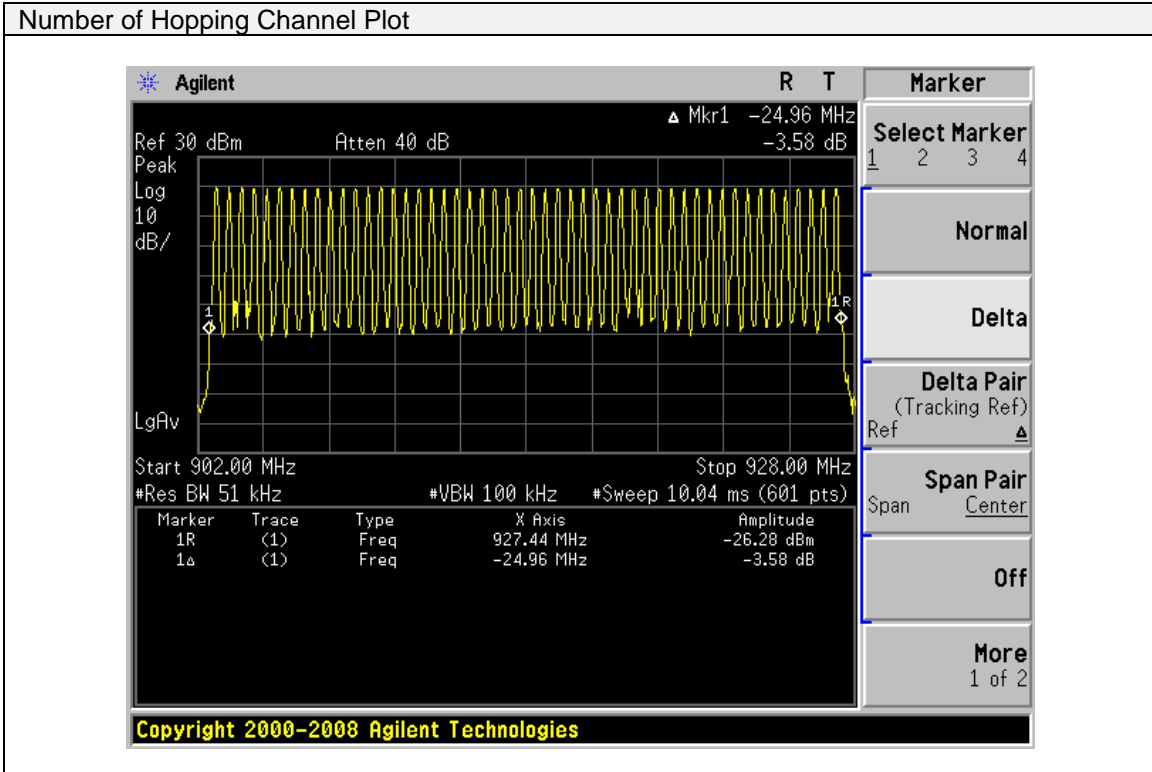 Number of Hopping Channel Plot
Agilent R T
Δ Mkr1 -24.96 MHz
Ref 30 dBm Atten 40 dB -3.58 dB
Peak
Log
10
dB/
1
1R
LgAv
Start 902.00 MHz Stop 928.00 MHz
#Res BW 51 kHz #VBW 100 kHz #Sweep 10.04 ms (601 pts)
Marker Trace Type X Axis Amplitude
1R (1) Freq 927.44 MHz -26.28 dBm
1Δ (1) Freq -24.96 MHz -3.58 dB
Marker
Select Marker
1 2 3 4
Normal
Delta
Delta Pair
(Tracking Ref)
Ref Δ
Span Pair
Span Center
Off
More
1 of 2
Copyright 2000-2008 Agilent Technologies